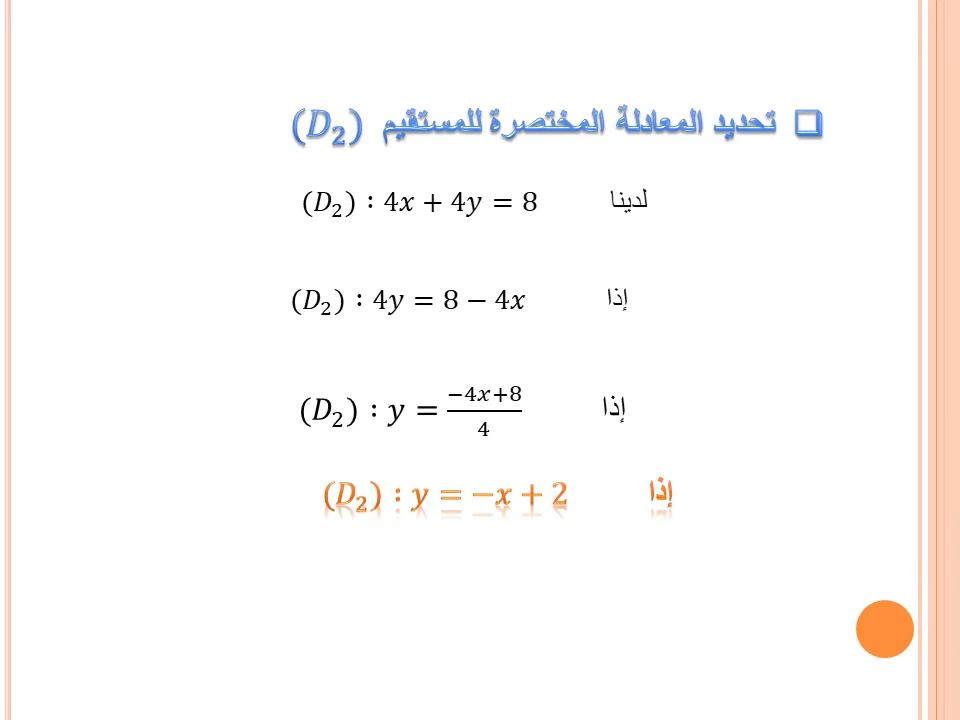 ❑ تحديد المعادلة المختصرة للمستقيم (D₂)
لدينا (D₂) : 4x + 4y = 8
إذا (D₂) : 4y = 8 − 4x
إذا (D₂) : y = (−4x+8)/4
إذا (D₂) : y = −x + 2